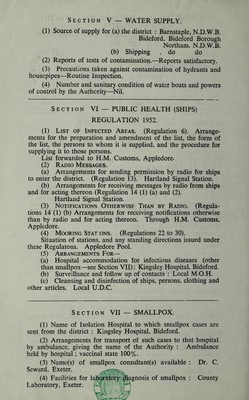 SECTION V — WATER SUPPLY.
(1) Source of supply for (a) the district : Barnstaple, N.D.W.B.
Bideford. Bideford Borough
Northam. N.D.W.B.
(b) Shipping . do do
(2) Reports of tests of contamination.—Reports satisfactory.
(3) Precautions taken against contamination of hydrants and
hosepipes—Routine Inspection.
(4) Number and sanitary condition of water boats and powers
of control by the Authority—Nil.
SECTION VI — PUBLIC HEALTH (SHIPS)
REGULATION 1952.
(1) LIST OF INFECTED AREAS. (Regulation 6). Arrange-
ments for the preparation and amendment of the list, the form of
the list, the persons to whom it is supplied, and the procedure for
supplying it to those persons.
List forwarded to H.M. Customs, Appledore.
(2) RADIO MESSAGES.
(a) Arrangements for sending permission by radio for ships
to enter the district. (Regulation 13). Hartland Signal Station.
(b) Arrangements for receiving messages by radio from ships
and for acting thereon (Regulation 14 (1) (a) and (2).
Hartland Signal Station.
(3) NOTIFICATIONS OTHERWISE THAN BY RADIO. (Regula-
tions 14 (1) (b) Arrangements for receiving notifications otherwise
than by radio and for acting thereon. Through H.M. Customs,
Appledore.
(4) MOORING STATIONS. (Regulations 22 to 30).
Situation of stations, and any standing directions issued under
these Regulatons. Appledore Pool.
(5) ARRANGEMENTS FOR—
(a) Hospital accommodation for infectious diseases (other
than smallpox—see Section VII): Kingsley Hospital, Bideford.
(b) Surveillance and follow up of contacts : Local M.O.H.
(c) Cleansing and disinfection of ships, persons, clothing and
other articles. Local U.D.C.
SECTION VII — SMALLPOX.
(1) Name of Isolation Hospital to which smallpox cases are
sent from the district : Kingsley Hospital, Bideford.
(2) Arrangements for transport of such cases to that hospital
by ambulance, giving the name of the Authority : Ambulance
held by hospital ; vaccinal state 100%.
(3) Name(s) of smallpox consultant(s) available : Dr. C.
Seward, Exeter.
(4) Facilities for laboratory diagnosis of smallpox : County
Laboratory, Exeter.